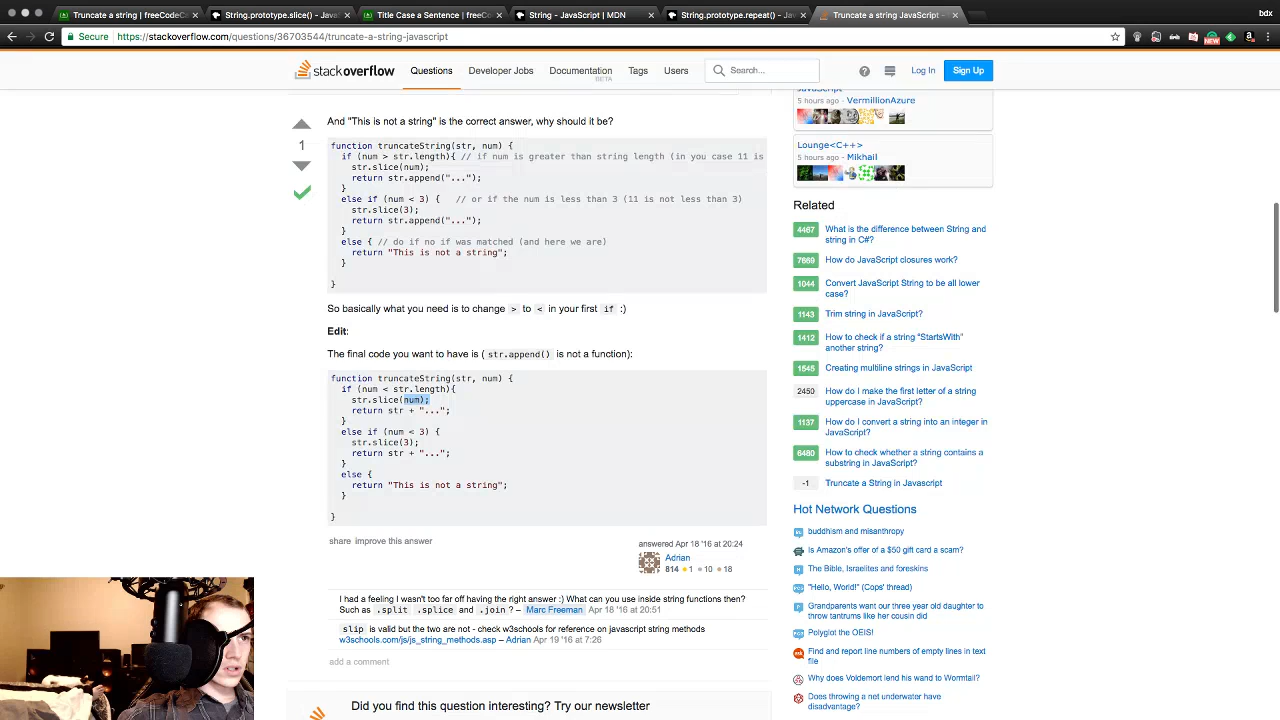 Truncate a string | freeCodeC
String.prototype.slice() - Java
Title Case a Sentence | freeC
String - JavaScript | MDN
String.prototype.repeat() - J
Truncate a string JavaScript -
bdx
Secure
https://stackoverflow.com/questions/36703544/truncate-a-string-javascript
NEW
stackoverflow
Questions
Developer Jobs
Documentation
BETA
Tags
Users
Search...
Log In
Sign Up
1
And "This is not a string" is the correct answer, why should it be?
function truncateString(str, num) {
if (num > str.length){ // if num is greater than string length (in you case 11 is
str.slice(num);
return str.append("...");
}
else if (num < 3) { // or if the num is less than 3 (11 is not less than 3)
str.slice(3);
return str.append("...");
}
else { // do if no if was matched (and here we are)
return "This is not a string";
}
}
So basically what you need is to change > to < in your first if :)
Edit:
The final code you want to have is ( str.append() is not a function):
function truncateString(str, num) {
if (num < str.length){
str.slice(num);
return str + "...";
}
else if (num < 3) {
str.slice(3);
return str + "...";
}
else {
return "This is not a string";
}
}
share improve this answer
answered Apr 18 '16 at 20:24
Adrian
814 1 10 18
I had a feeling I wasn't too far off having the right answer :) What can you use inside string functions then?
Such as .split .splice and .join ? – Marc Freeman Apr 18 '16 at 20:51
slip is valid but the two are not - check w3schools for reference on javascript string methods
w3schools.com/js/js_string_methods.asp – Adrian Apr 19 '16 at 7:26
add a comment
Did you find this question interesting? Try our newsletter
JavaScript
5 hours ago - VermillionAzure
Lounge<C++>
5 hours ago - Mikhail
Related
4467 What is the difference between String and
string in C#?
7669 How do JavaScript closures work?
1044 Convert JavaScript String to be all lower
case?
1143 Trim string in JavaScript?
1412 How to check if a string "StartsWith"
another string?
1545 Creating multiline strings in JavaScript
2450 How do I make the first letter of a string
uppercase in JavaScript?
1137 How do I convert a string into an integer in
JavaScript?
6480 How to check whether a string contains a
substring in JavaScript?
-1 Truncate a String in Javascript
Hot Network Questions
buddhism and misanthropy
Is Amazon's offer of a $50 gift card a scam?
The Bible, Israelites and foreskins
"Hello, World!" (Cops' thread)
Grandparents want our three year old daughter to
throw tantrums like her cousin did
Polyglot the OEIS!
Find and report line numbers of empty lines in text
file
Why does Voldemort lend his wand to Wormtail?
Does throwing a net underwater have
disadvantage?